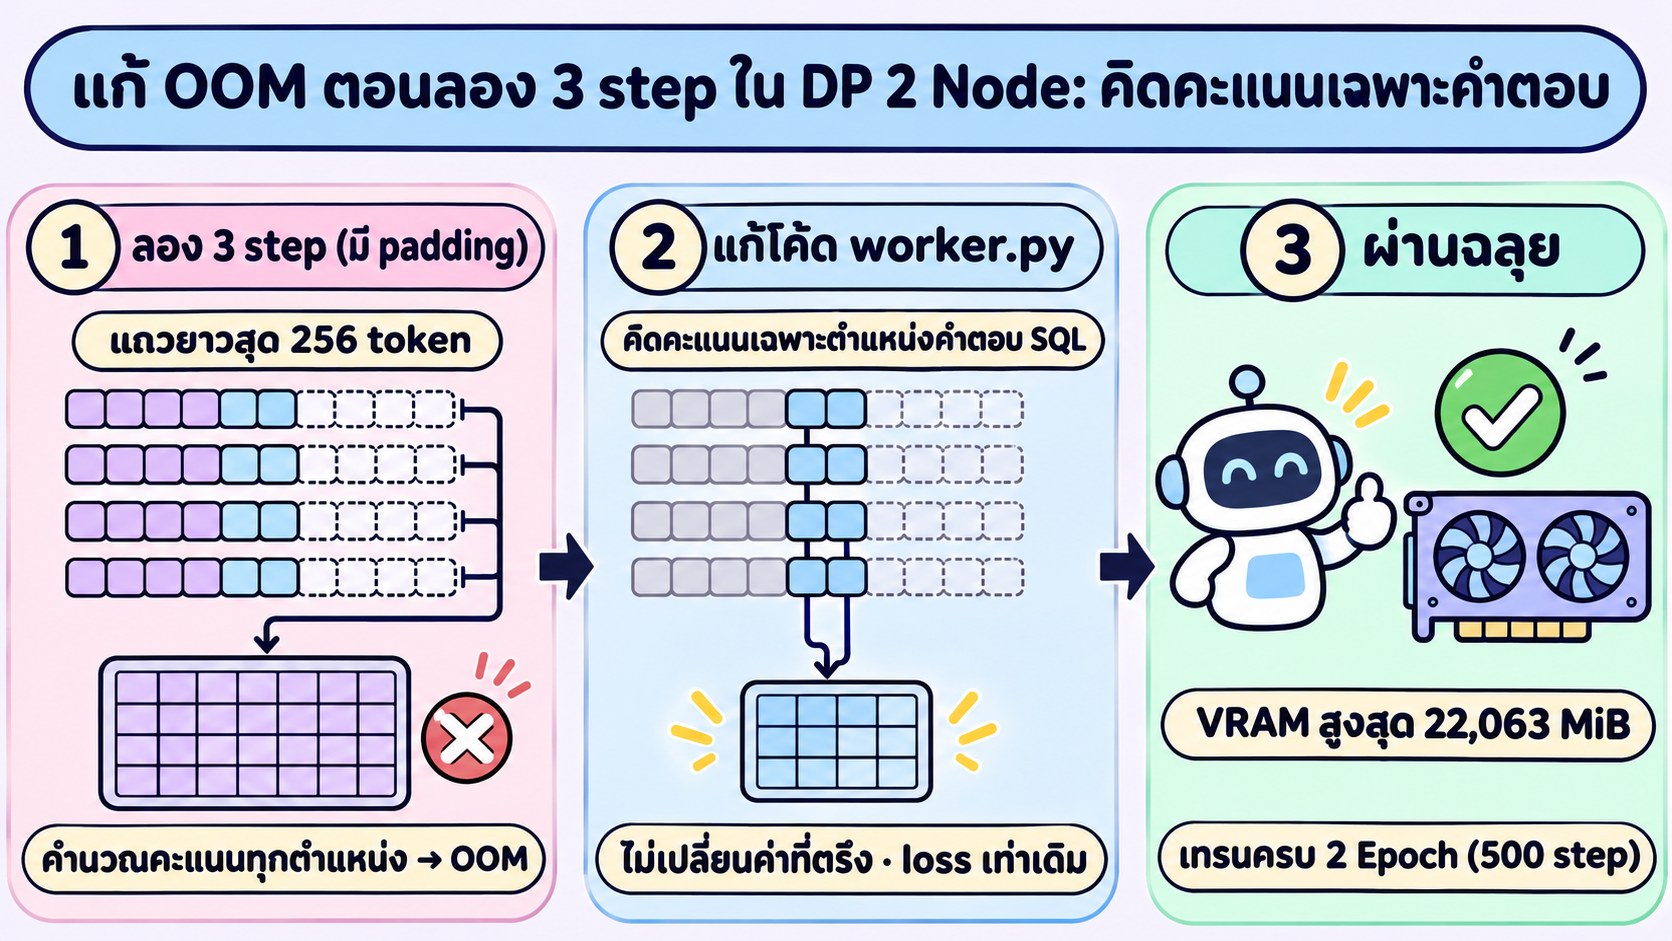 แก้ OOM ตอนลอง 3 step ใน DP 2 Node: คิดคะแนนเฉพาะคำตอบ
1 ลอง 3 step (มี padding)
แถวยาวสุด 256 token
คำนวณคะแนนทุกตำแหน่ง → OOM
2 แก้โค้ด worker.py
คิดคะแนนเฉพาะตำแหน่งคำตอบ SQL
ไม่เปลี่ยนค่าที่ตรึง · loss เท่าเดิม
3 ผ่านฉลุย
VRAM สูงสุด 22,063 MiB
เทรนครบ 2 Epoch (500 step)